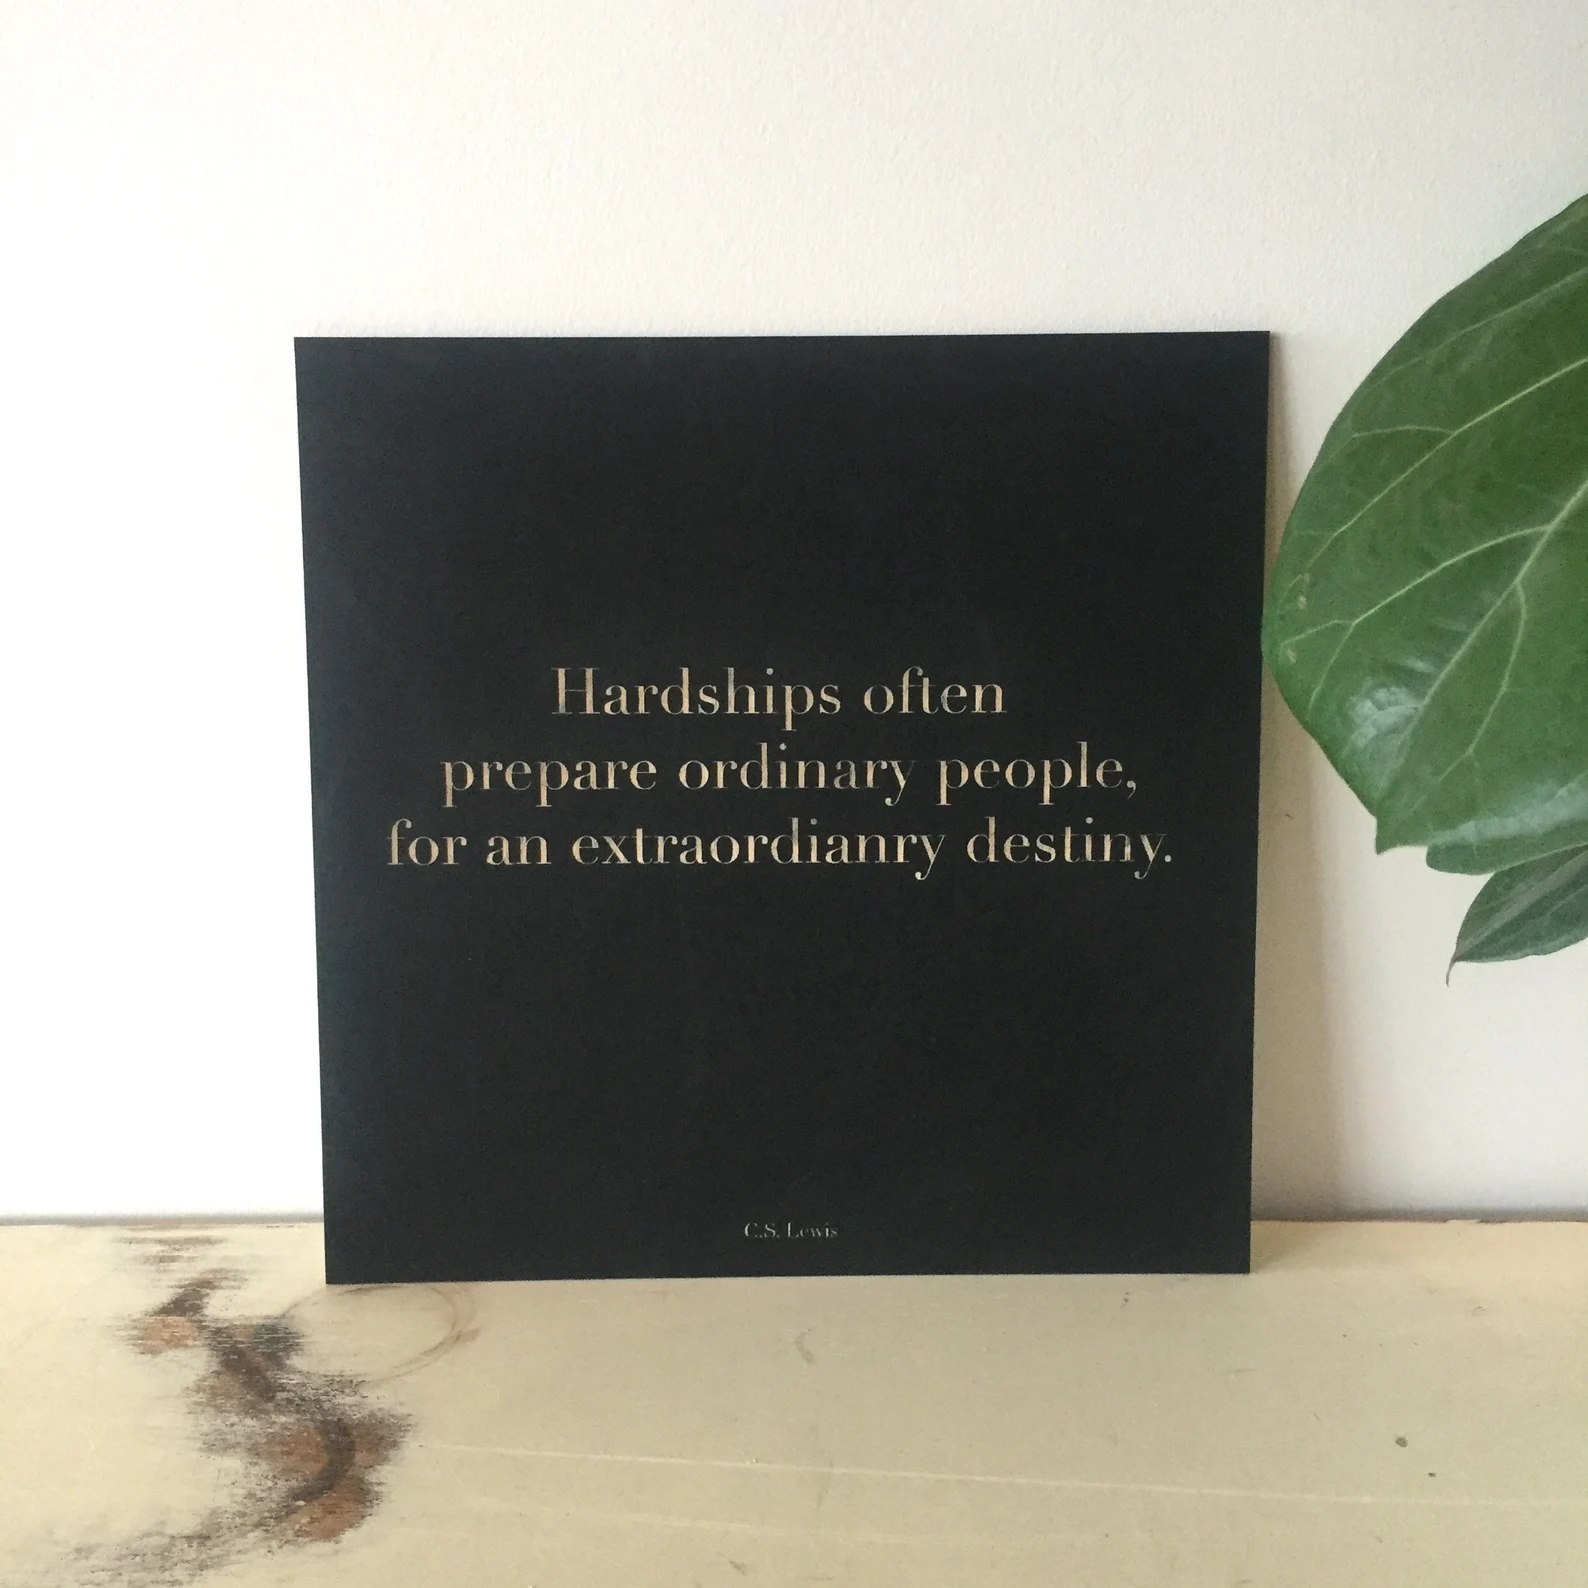 Hardships often
prepare ordinary people,
for an extraordianry destiny.
C.S. Lewis